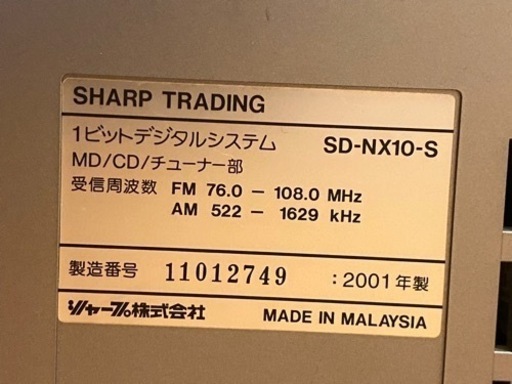 SHARP TRADING
1ビットデジタルシステム SD-NX10-S
MD/CD/チューナー部
受信周波数 FM 76.0 – 108.0 MHz
AM 522 – 1629 kHz
製造番号 11012749 : 2001年製
シャープ株式会社 MADE IN MALAYSIA